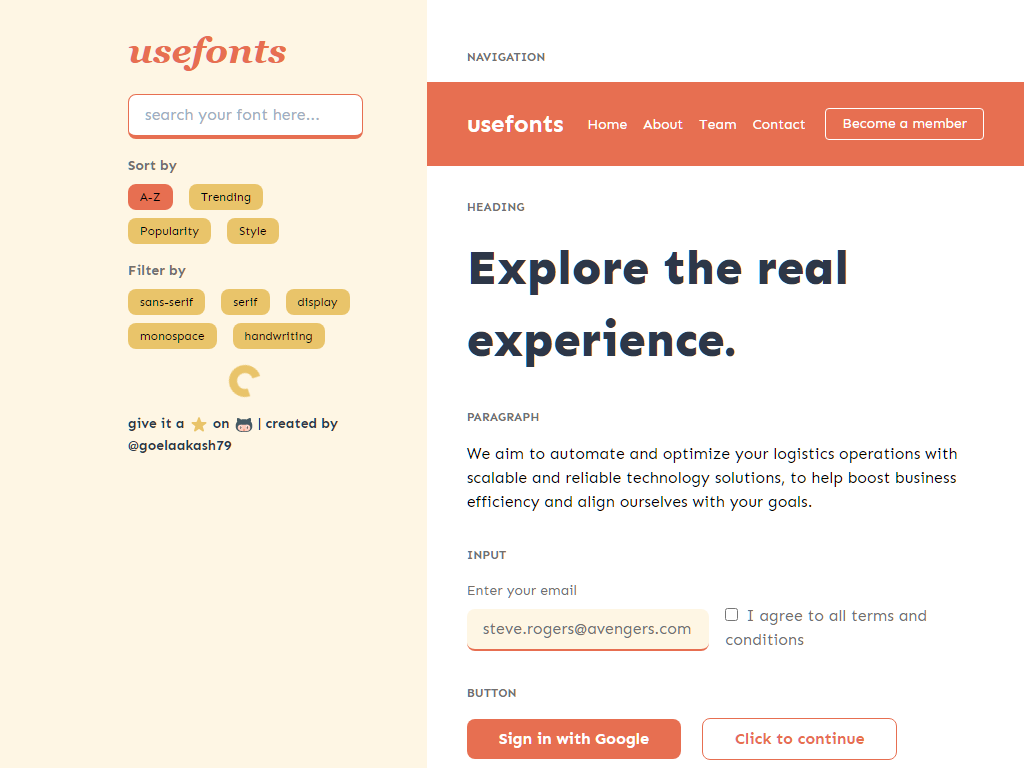 usefonts
search your font here...
Sort by
A-Z Trending
Popularity Style
Filter by
sans-serif serif display
monospace handwriting
give it a on | created by
@goelaakash79
NAVIGATION
usefonts Home About Team Contact Become a member
HEADING
Explore the real
experience.
PARAGRAPH
We aim to automate and optimize your logistics operations with
scalable and reliable technology solutions, to help boost business
efficiency and align ourselves with your goals.
INPUT
Enter your email
steve.rogers@avengers.com
I agree to all terms and
conditions
BUTTON
Sign in with Google Click to continue